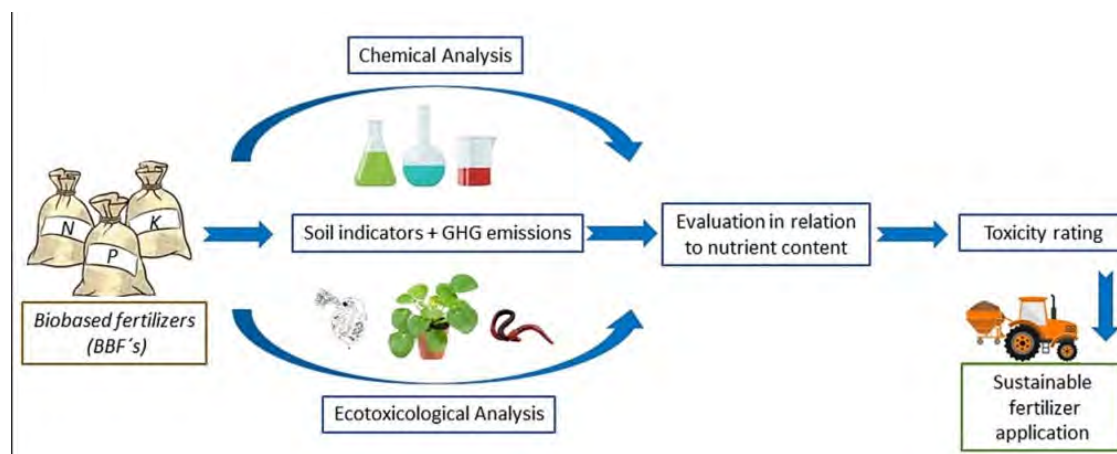 Chemical Analysis
N
K
P
Soil indicators + GHG emissions
Evaluation in relation
to nutrient content
Toxicity rating
Biobased fertilizers
(BBF´s)
Ecotoxicological Analysis
Sustainable
fertilizer
application